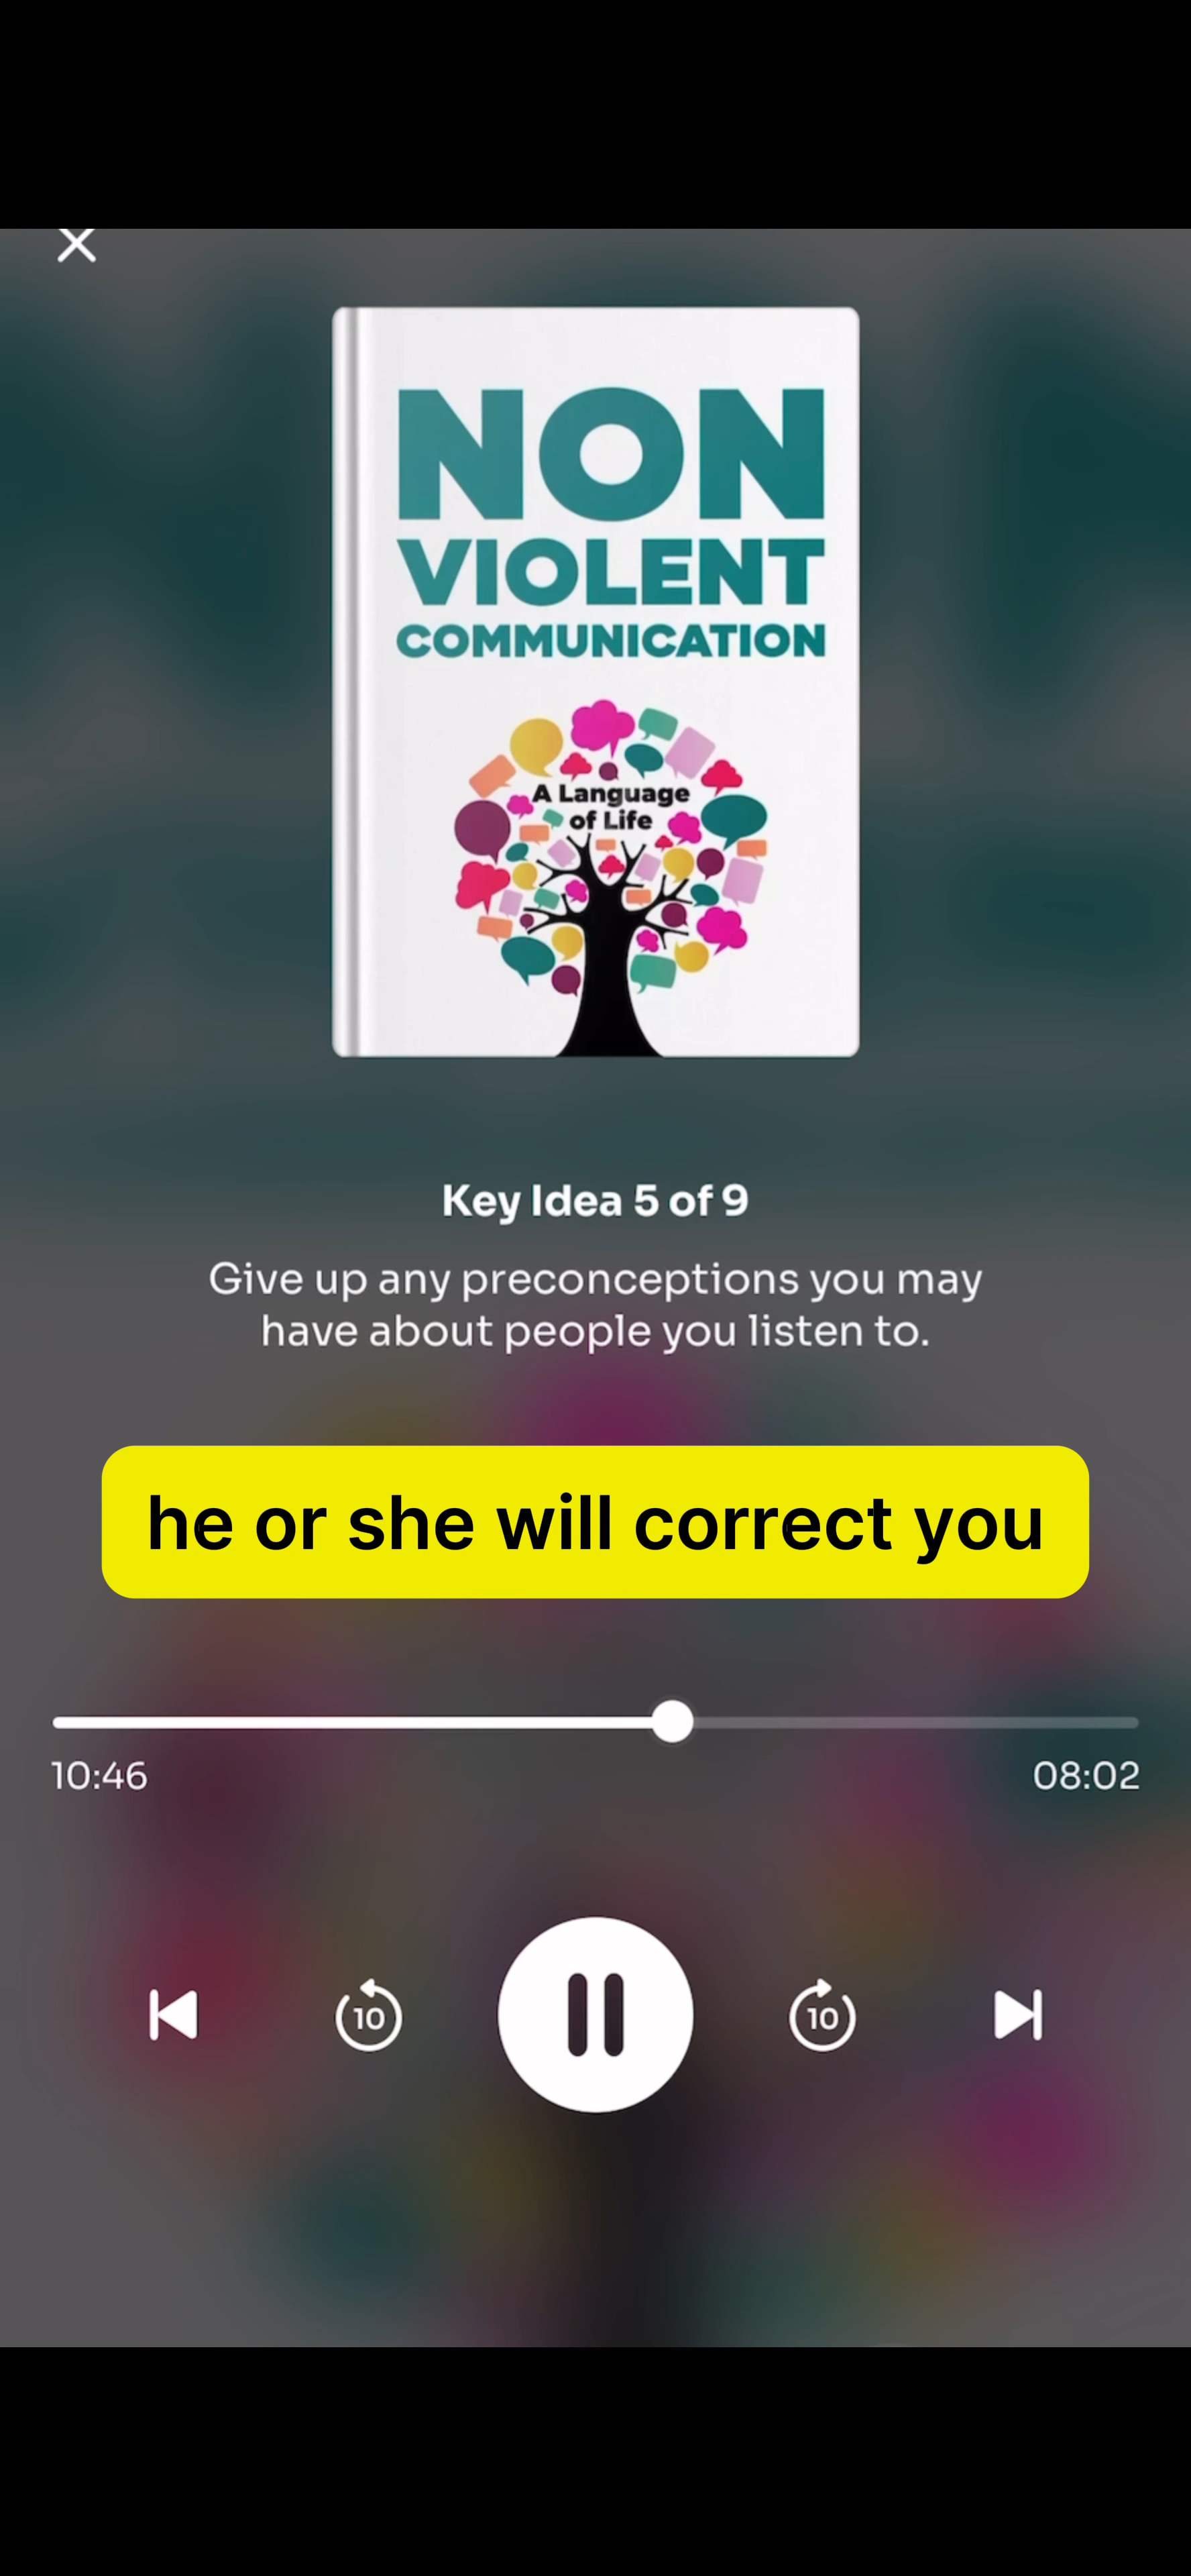 NON
VIOLENT
COMMUNICATION
A Language
of Life
Key Idea 5 of 9
Give up any preconceptions you may
have about people you listen to.
he or she will correct you
10:46
08:02
10
10